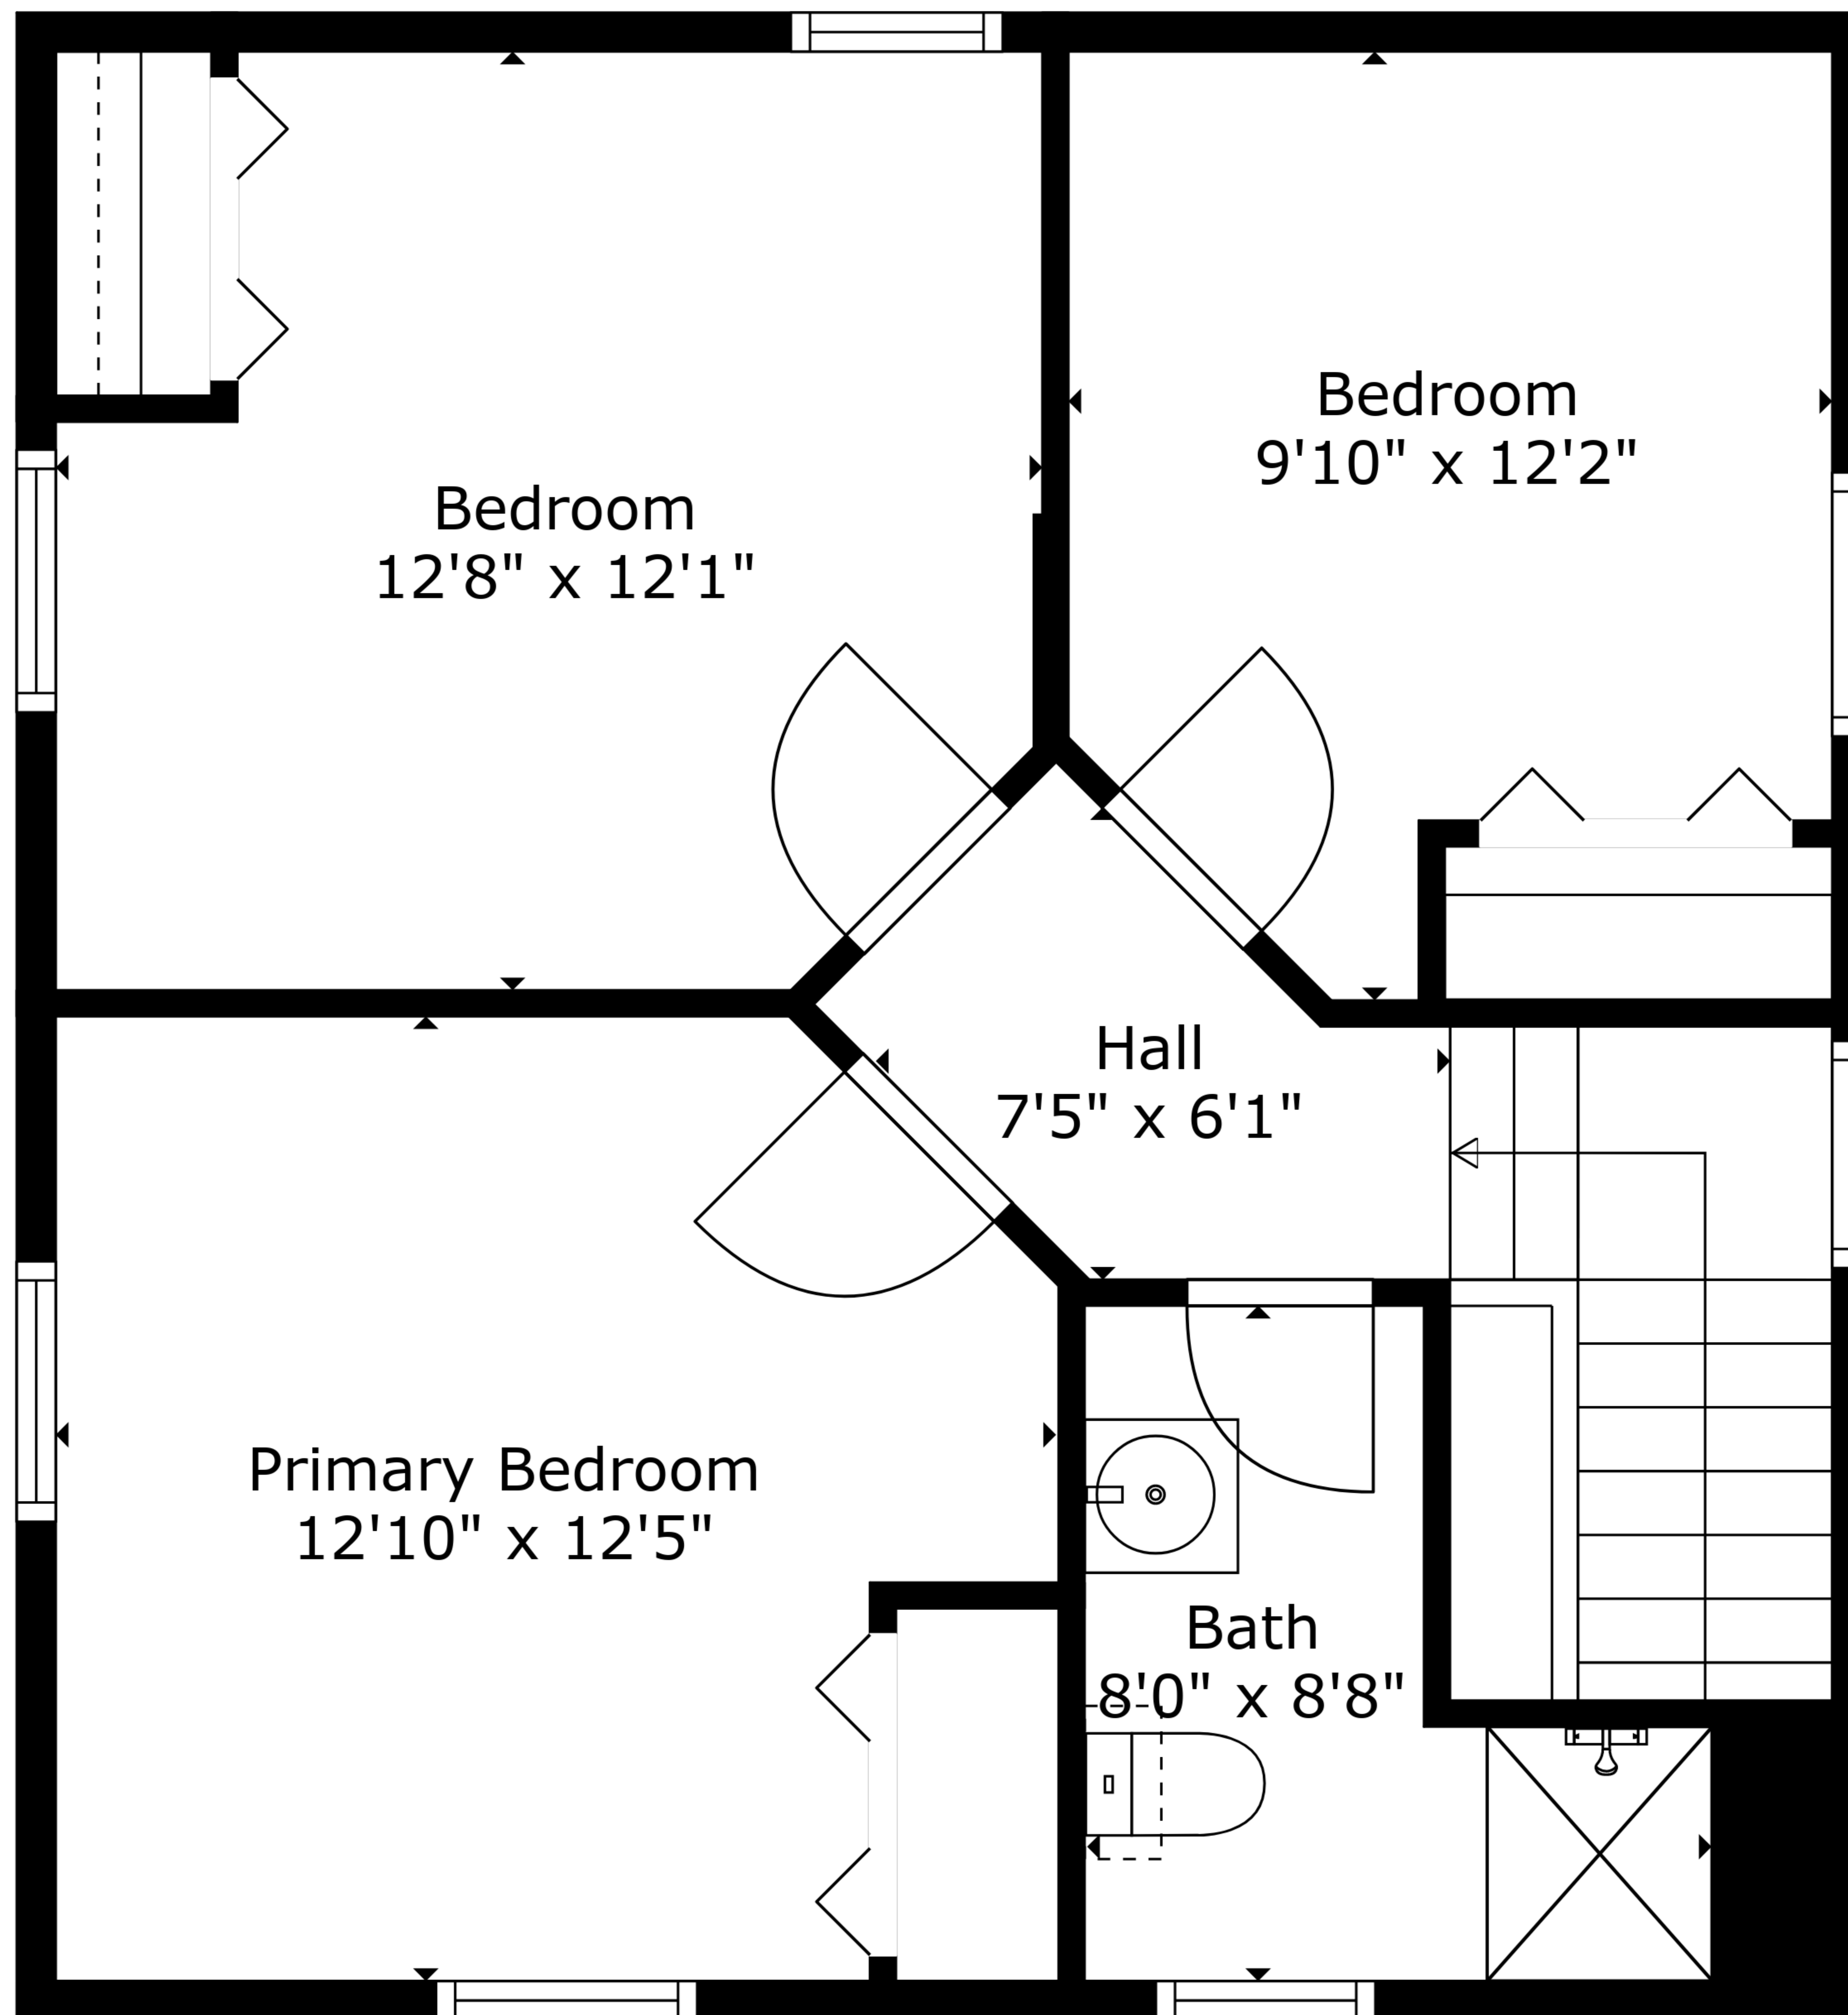 Bedroom
9'10" x 12'2"
Bedroom
12'8" x 12'1"
Hall
7'5" x 6'1"
Primary Bedroom
12'10" x 12'5"
Bath
8'0" x 8'8"